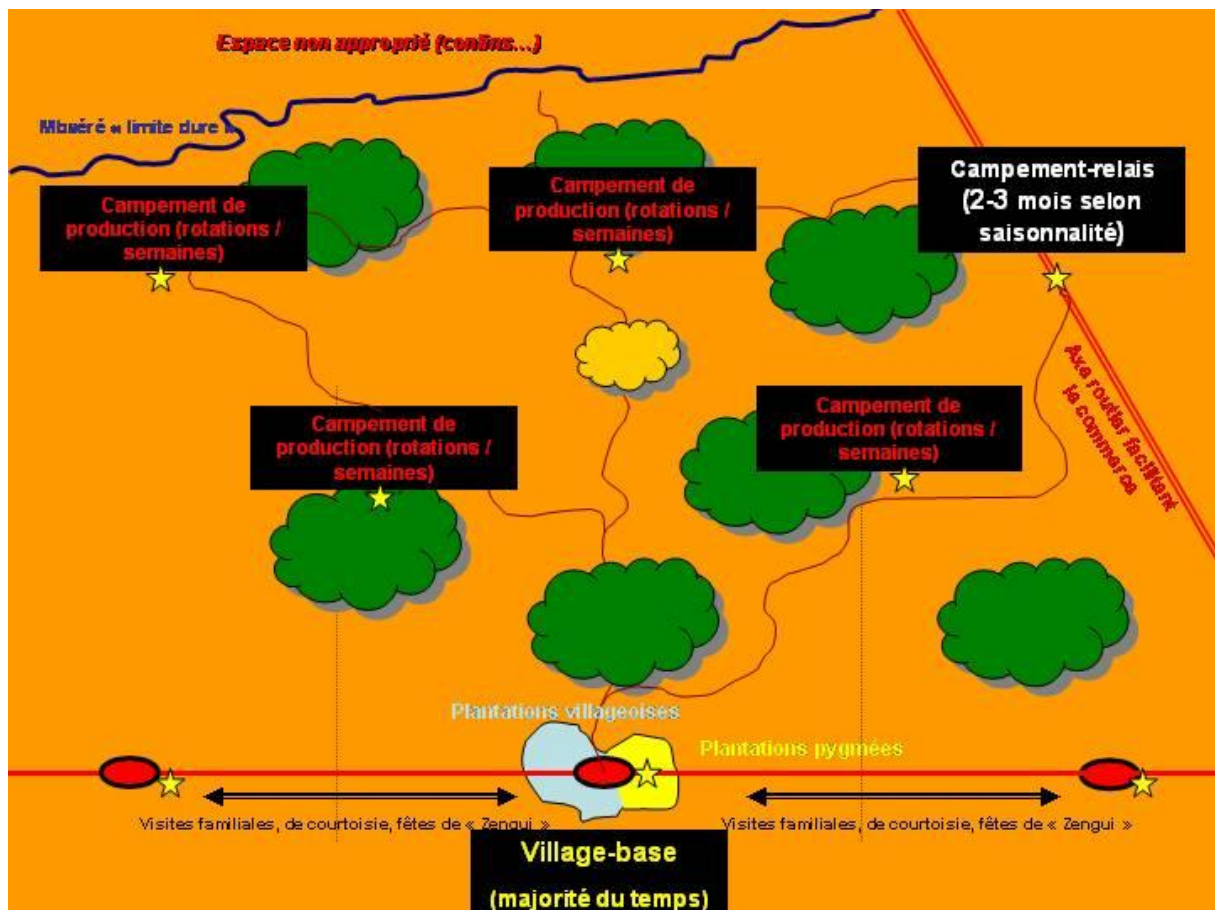 Espace non approprié (confins...)
Mbuéré « limite dure »
Campement de
production (rotations /
semaines)
Campement de
production (rotations /
semaines)
Campement-relais
(2-3 mois selon
saisonnalité)
Axe routier facilitant
le commerce
Campement de
production (rotations /
semaines)
Campement de
production (rotations /
semaines)
Plantations villageoises
Plantations pygmées
Visites familiales, de courtoisie, fêtes de « Zengui »
Visites familiales, de courtoisie, fêtes de « Zengui »
Village-base
(majorité du temps)